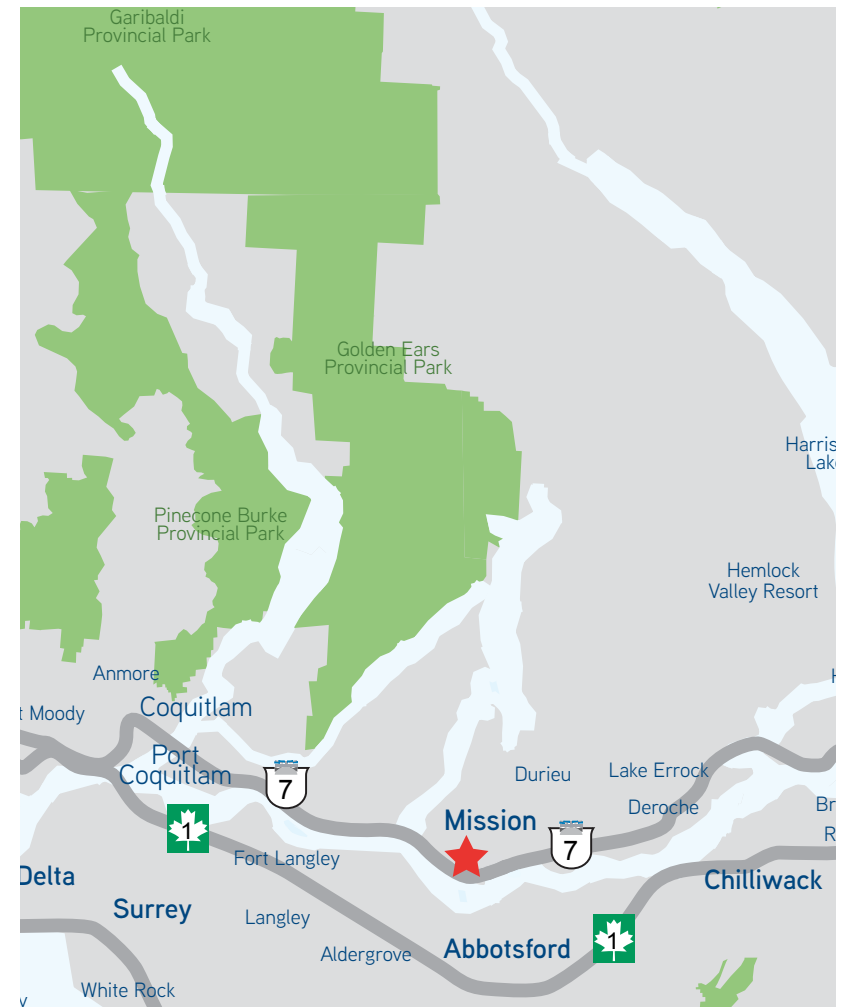 Garibaldi
Provincial Park
Golden Ears
Provincial Park
Harris
Lak
Pinecone Burke
Provincial Park
Hemlock
Valley Resort
Anmore
t Moody
Coquitlam
Port
Coquitlam
7
Durieu
Lake Errock
Deroche
Br
1
Mission
7
R
Fort Langley
Delta
Chilliwack
Surrey
Langley
Abbotsford
1
Aldergrove
White Rock